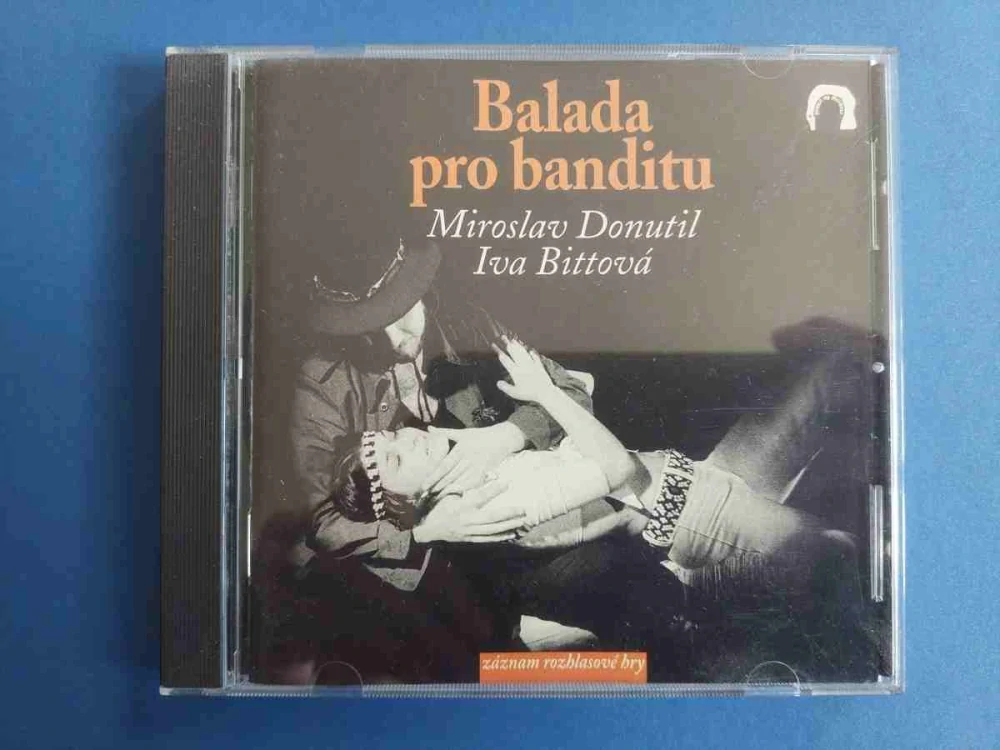 Balada
pro banditu
Miroslav Donutil
Iva Bittová
záznam rozhlasové hry